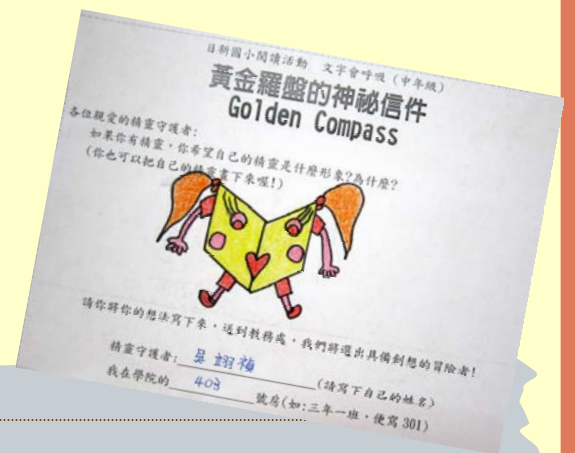 日新國小閱讀活動　文字會呼吸（中年級）
黃金羅盤的神祕信件
Golden Compass
各位親愛的精靈守護者：
如果你有精靈，你希望自己的精靈是什麼形象?為什麼?
（你也可以把自己的精靈畫下來喔!）
請你將你的想法寫下來，送到教務處，我們將選出具備創想的冒險者!
精靈守護者：吳翊禎（請寫下自己的姓名）
我在學院的 403 號房(如:三年一班，便寫 301)